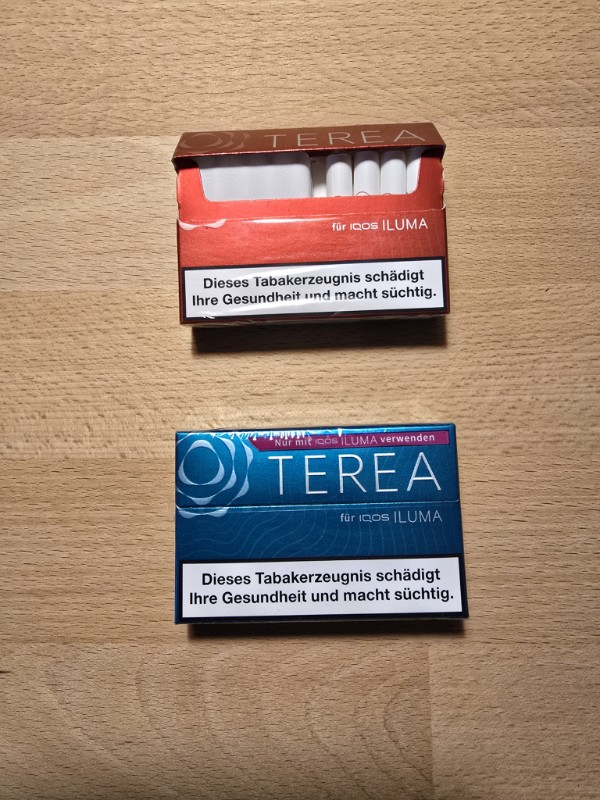 TEREA
für IQOS ILUMA
Dieses Tabakerzeugnis schädigt
Ihre Gesundheit und macht süchtig.
Nur mit IQOS ILUMA verwenden
TEREA
für IQOS ILUMA
Dieses Tabakerzeugnis schädigt
Ihre Gesundheit und macht süchtig.